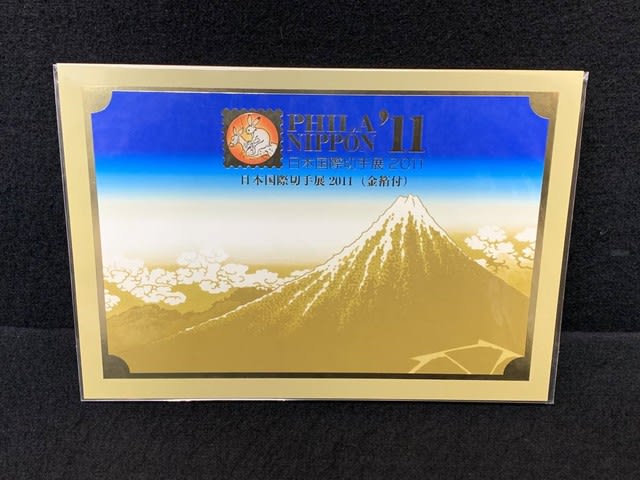 PHILA
NIPPON
'11
日本国際切手展 2011
日本国際切手展 2011（金箔付）